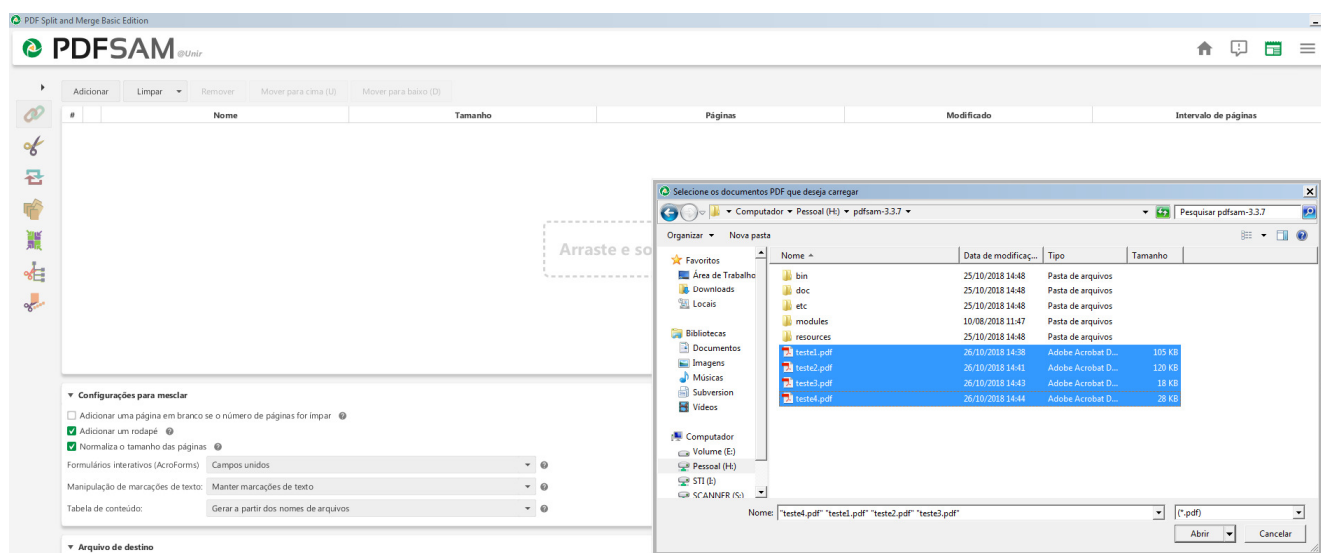 PDF Split and Merge Basic Edition
PDFSAM @Unir
Adicionar Limpar Remover Mover para cima (U) Mover para baixo (D)
# Nome Tamanho Páginas Modificado Intervalo de páginas
Arraste e so
Configurações para mesclar
Adicionar uma página em branco se o número de páginas for ímpar
Adicionar um rodapé
Normaliza o tamanho das páginas
Formulários interativos (AcroForms) Campos unidos
Manipulação de marcações de texto: Manter marcações de texto
Tabela de conteúdo: Gerar a partir dos nomes de arquivos
Arquivo de destino
Selecione os documentos PDF que deseja carregar
Computador Pessoal (H:) pdfsam-3.3.7 Pesquisar pdfsam-3.3.7
Organizar Nova pasta
Favoritos
Área de Trabalho
Downloads
Locais
Bibliotecas
Documentos
Imagens
Músicas
Subversion
Vídeos
Computador
Volume (E:)
Pessoal (H:)
STI (I:)
SCANNER (S:)
Nome Data de modificaç... Tipo Tamanho
bin 25/10/2018 14:48 Pasta de arquivos
doc 25/10/2018 14:48 Pasta de arquivos
etc 25/10/2018 14:48 Pasta de arquivos
modules 10/08/2018 11:47 Pasta de arquivos
resources 25/10/2018 14:48 Pasta de arquivos
teste1.pdf 26/10/2018 14:38 Adobe Acrobat D... 105 KB
teste2.pdf 26/10/2018 14:41 Adobe Acrobat D... 120 KB
teste3.pdf 26/10/2018 14:43 Adobe Acrobat D... 18 KB
teste4.pdf 26/10/2018 14:44 Adobe Acrobat D... 28 KB
Nome: "teste4.pdf" "teste1.pdf" "teste2.pdf" "teste3.pdf" (*.pdf)
Abrir Cancelar